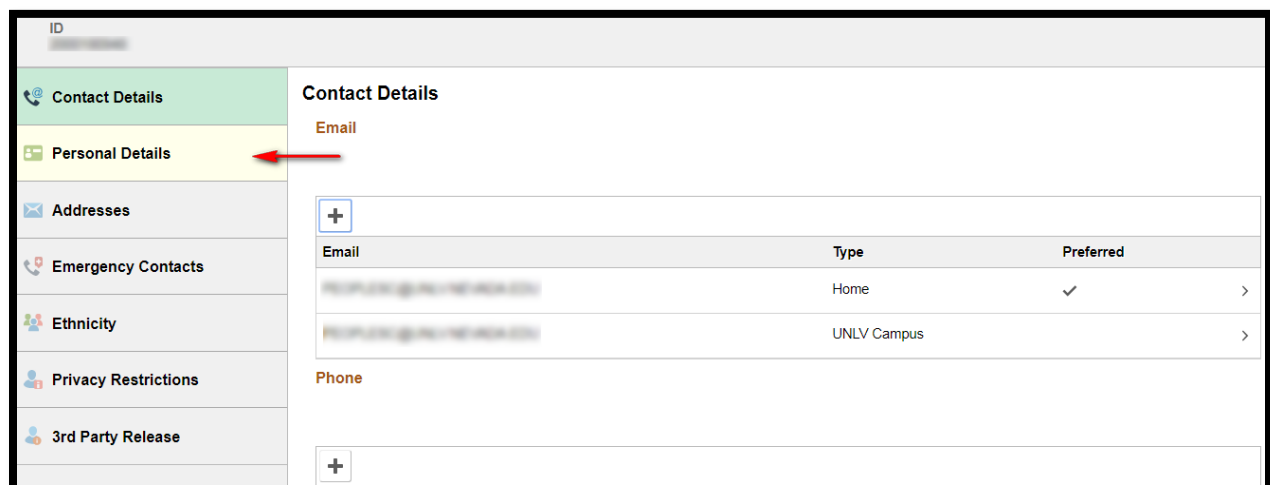 ID
Contact Details
Personal Details
Addresses
Emergency Contacts
Ethnicity
Privacy Restrictions
3rd Party Release
Contact Details
Email
Email Type Preferred
Home
UNLV Campus
Phone